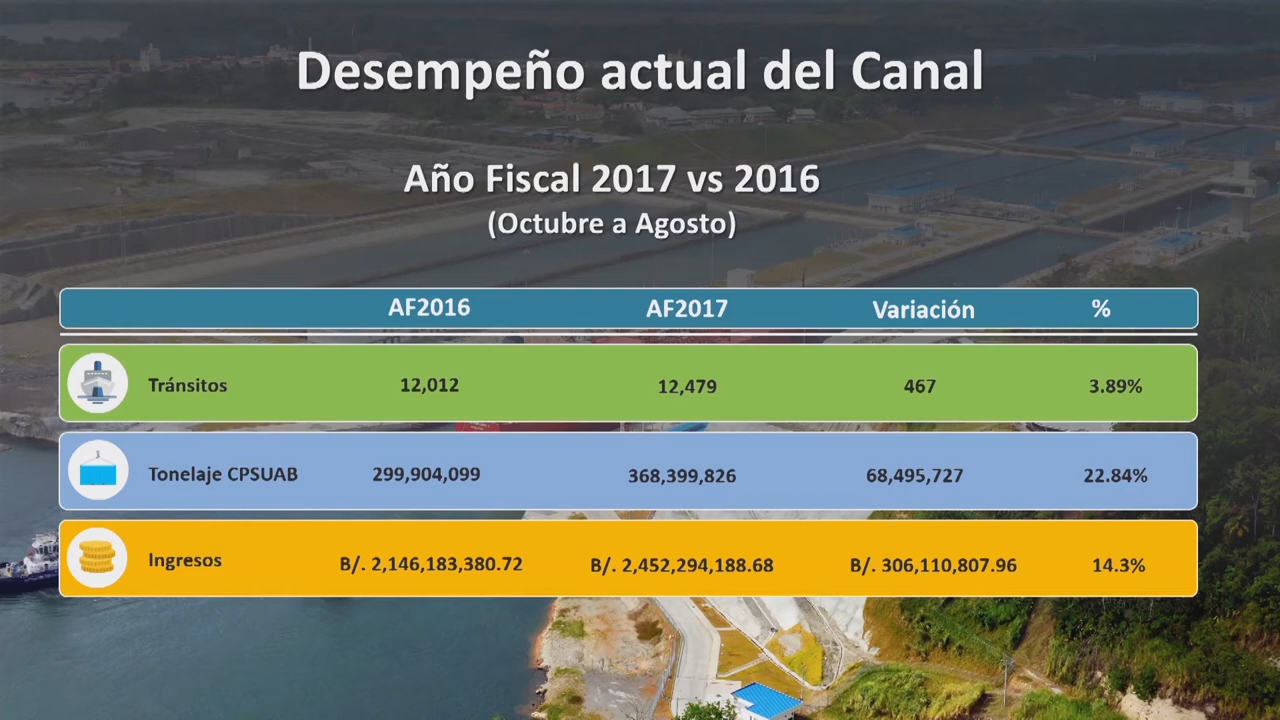 Desempeño actual del Canal
Año Fiscal 2017 vs 2016
(Octubre a Agosto)
AF2016 AF2017 Variación %
Tránsitos 12,012 12,479 467 3.89%
Tonelaje CPSUAB 299,904,099 368,399,826 68,495,727 22.84%
Ingresos B/. 2,146,183,380.72 B/. 2,452,294,188.68 B/. 306,110,807.96 14.3%